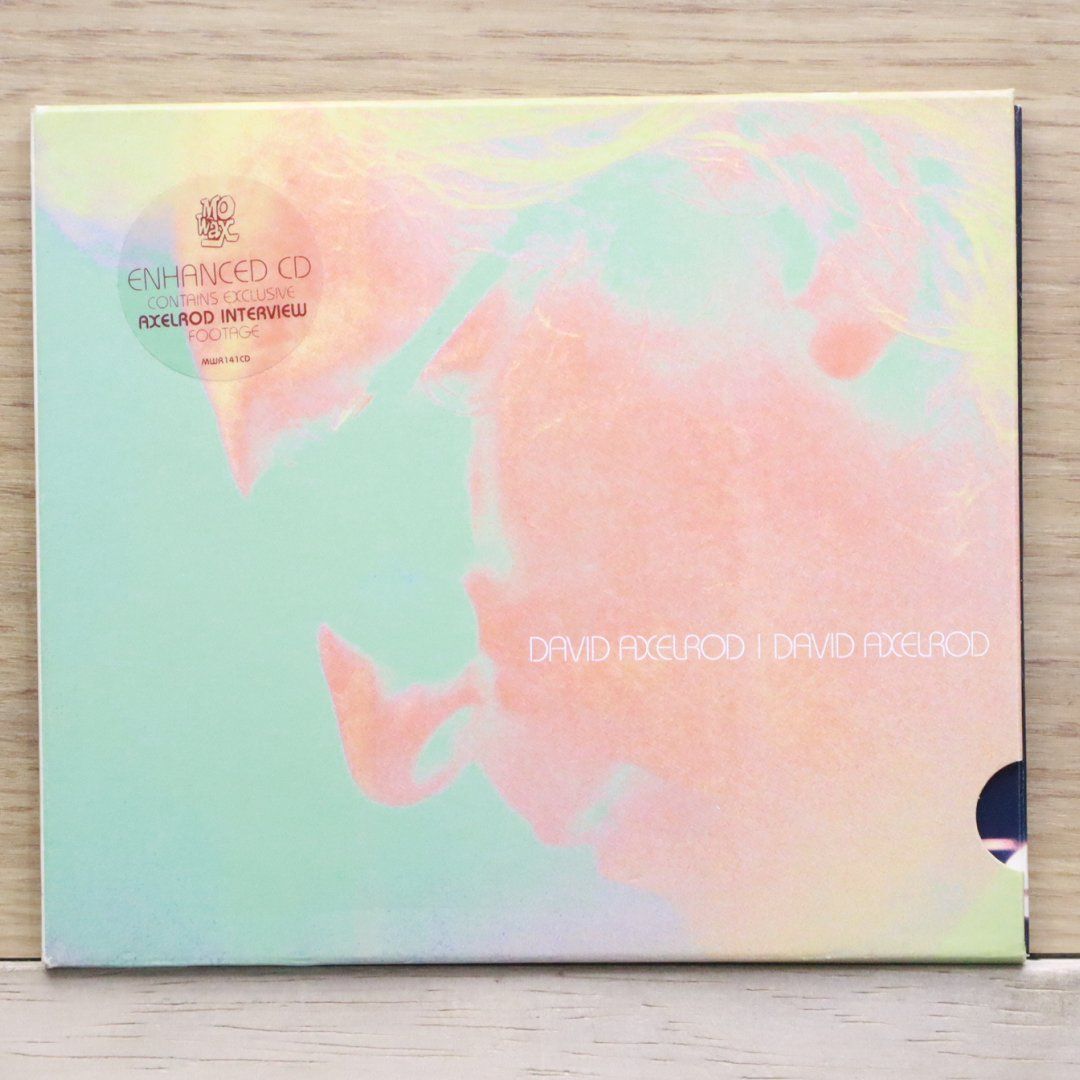 MO
WAX
ENHANCED CD
CONTAINS EXCLUSIVE
AXELROD INTERVIEW
FOOTAGE
MWR141CD
DAVID AXELROD | DAVID AXELROD